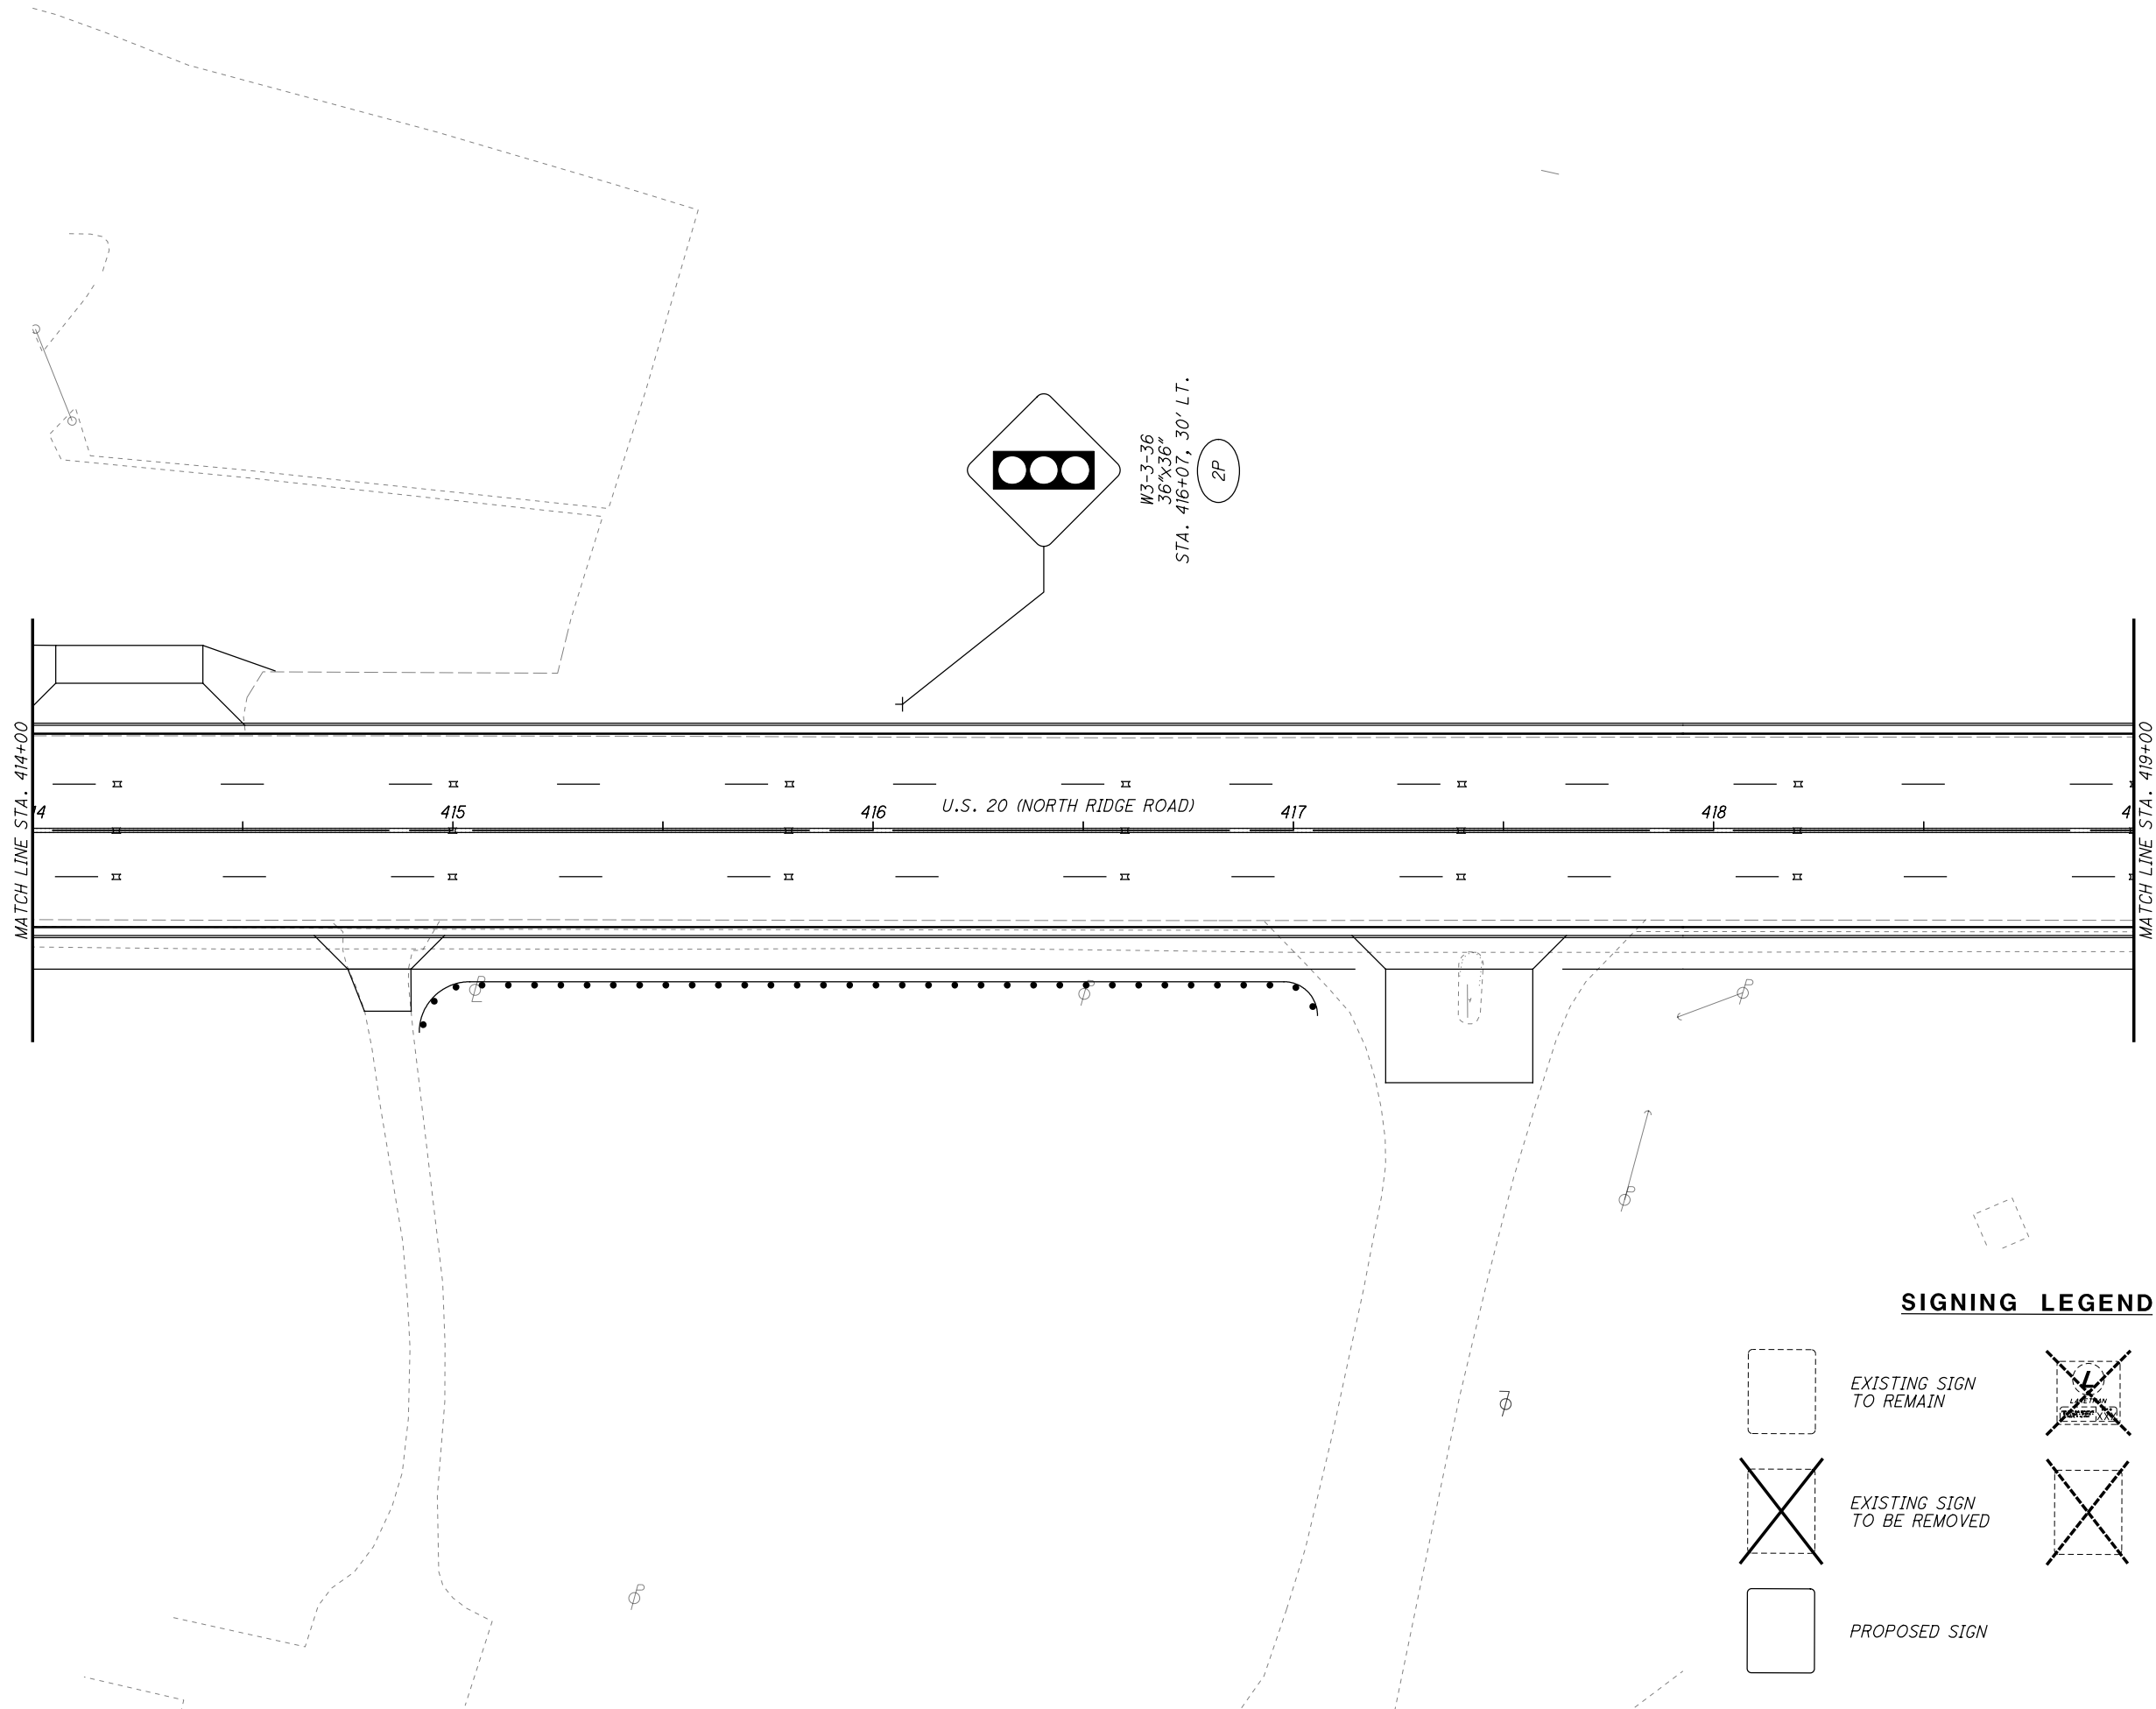 W3-3-36
36"x36"
STA. 416+07, 30' LT.
2P
MATCH LINE STA. 414+00
14
415
416
U.S. 20 (NORTH RIDGE ROAD)
417
418
4
MATCH LINE STA. 419+00
P
P
P
P
P
SIGNING LEGEND
EXISTING SIGN
TO REMAIN
L
LAKETRAN
EXISTING SIGN
TO BE REMOVED
PROPOSED SIGN